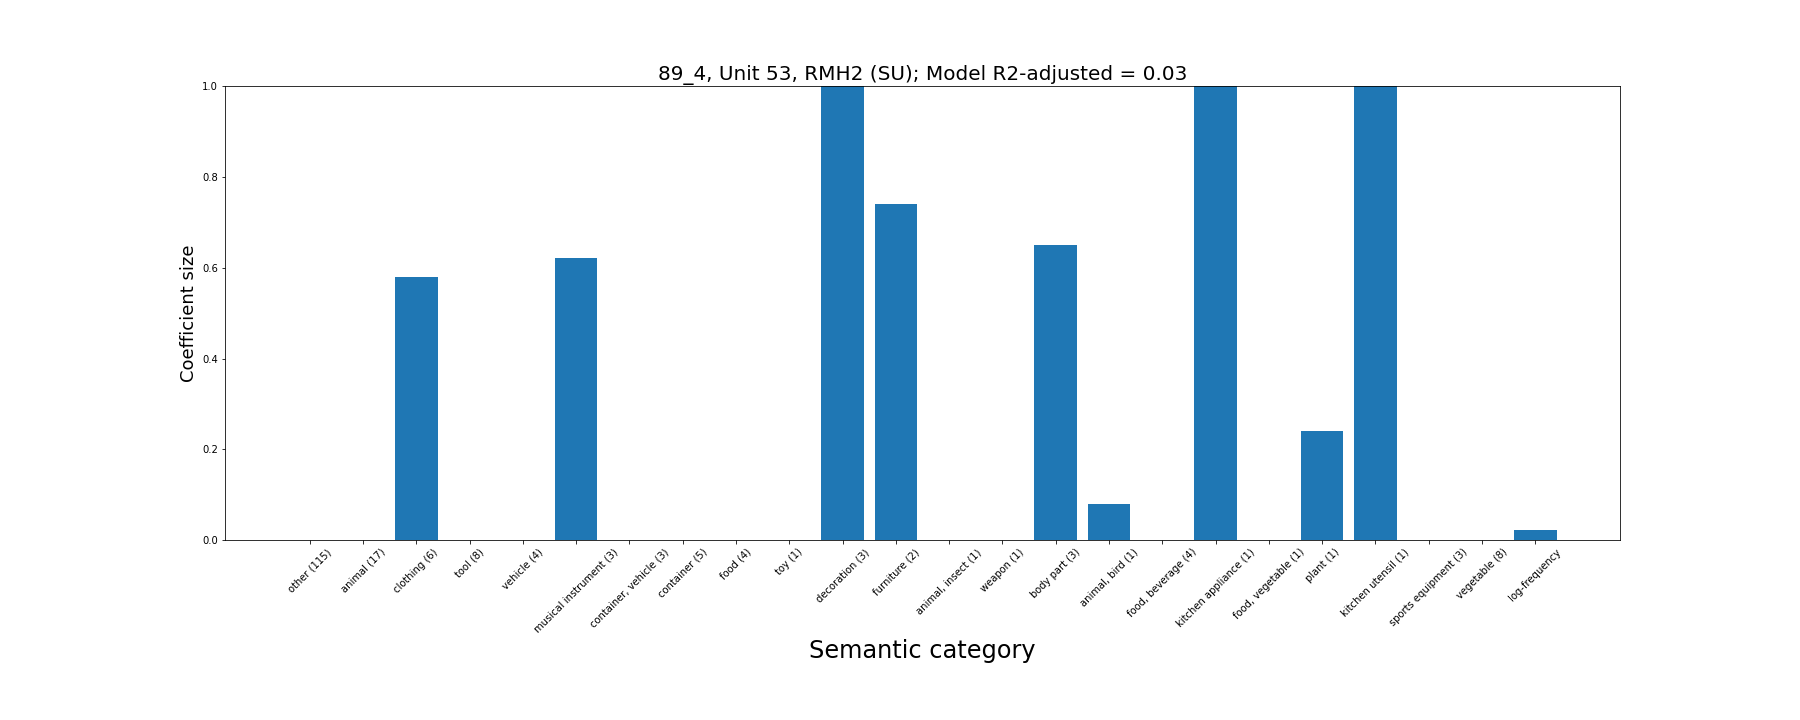 89_4, Unit 53, RMH2 (SU); Model R2-adjusted = 0.03
1.0
0.8
0.6
0.4
0.2
0.0
Coefficient size
other (115)
animal (17)
clothing (6)
tool (8)
vehicle (4)
musical instrument (3)
container, vehicle (3)
container (5)
food (4)
toy (1)
decoration (3)
furniture (2)
animal, insect (1)
weapon (1)
body part (3)
animal, bird (1)
food, beverage (4)
kitchen appliance (1)
food, vegetable (1)
plant (1)
kitchen utensil (1)
sports equipment (3)
vegetable (8)
log-frequency
Semantic category